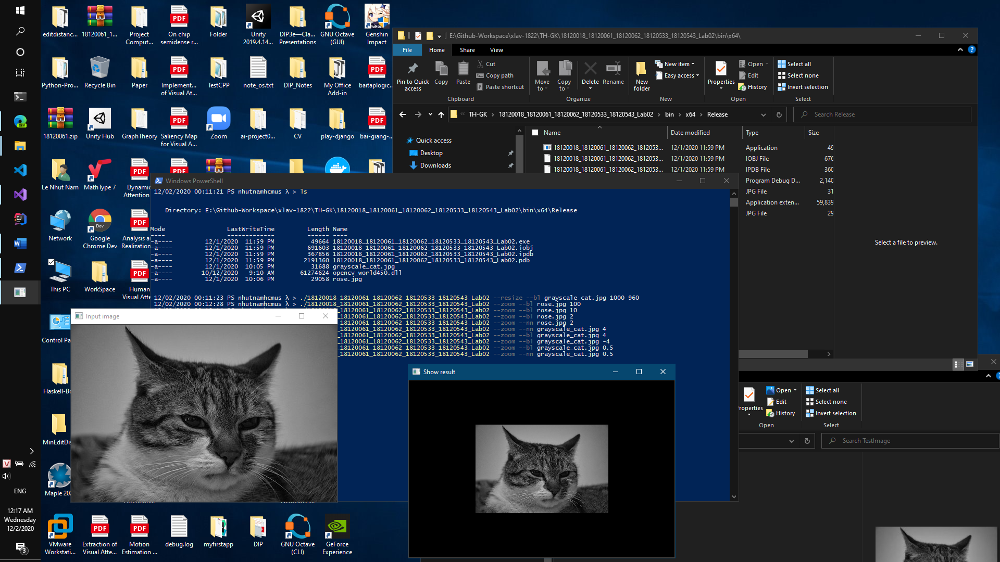 editdistanc...
18120061_1...
Project Comput...
On chip semidense r...
Folder
Unity 2019.4.14...
DIP3e—Cla... Presentations
GNU Octave (GUI)
Genshin Impact
Python-Pro...
Recycle Bin
Paper
Implement... of Visual At...
TestCPP
note_os.txt
DIP_Notes
My Office Add-in
baitaplogic...
18120061.zip
Unity Hub
GraphTheory
Saliency Map for Visual A...
Zoom
ai-project0...
CV
play-django
bai-giang-...
Le Nhut Nam
MathType 7
Dynamic Attention
Network
Google Chrome Dev
Analysis a
Realization
This PC
WorkSpace
Human
Visual Atte
Control Pa
Haskell-Bo
MinEditDis
Maple 202
VMware Workstati...
Extraction of Visual Atte...
Motion Estimation ...
debug.log
myfirstapp
DIP
GNU Octave (CLI)
GeForce Experience
ENG
12:17 AM
Wednesday
12/2/2020
3
E:\Github-Workspace\xlav-1822\TH-GK\18120018_18120061_18120062_18120533_18120543_Lab02\bin\x64\
File Home Share View
Pin to Quick access
Copy
Paste
Cut
Copy path
Paste shortcut
Clipboard
Move to
Copy to
Delete
Rename
Organize
New folder
New item
Easy access
New
Properties
Open
Edit
History
Open
Select all
Select none
Invert selection
Select
TH-GK > 18120018_18120061_18120062_18120533_18120543_Lab02 > bin > x64 > Release
Search Release
Quick access
Desktop
Downloads
Name Date modified Type Size
18120018_18120061_18120062_1812053... 12/1/2020 11:59 PM Application 49
18120018_18120061_18120062_1812053... 12/1/2020 11:59 PM IOBJ File 676
18120018_18120061_18120062_1812053... 12/1/2020 11:59 PM IPDB File 360
Program Debug D... 2,140
JPG File 31
Application exten... 59,839
JPG File 29
Select a file to preview.
Windows PowerShell
12/02/2020 00:11:21 PS nhutnamhcmus λ > ls
Directory: E:\Github-Workspace\xlav-1822\TH-GK\18120018_18120061_18120062_18120533_18120543_Lab02\bin\x64\Release
Mode LastWriteTime Length Name
---- ------------- ------ ----
-a---- 12/1/2020 11:59 PM 49664 18120018_18120061_18120062_18120533_18120543_Lab02.exe
-a---- 12/1/2020 11:59 PM 691603 18120018_18120061_18120062_18120533_18120543_Lab02.iobj
-a---- 12/1/2020 11:59 PM 367856 18120018_18120061_18120062_18120533_18120543_Lab02.ipdb
-a---- 12/1/2020 11:59 PM 2191360 18120018_18120061_18120062_18120533_18120543_Lab02.pdb
-a---- 12/1/2020 10:05 PM 31688 grayscale_cat.jpg
-a---- 10/12/2020 9:10 AM 61274624 opencv_world450.dll
-a---- 12/1/2020 10:06 PM 29058 rose.jpg
12/02/2020 00:11:23 PS nhutnamhcmus λ > ./18120018_18120061_18120062_18120533_18120543_Lab02 --resize --bl grayscale_cat.jpg 1000 960
12/02/2020 00:12:28 PS nhutnamhcmus λ > ./18120018_18120061_18120062_18120533_18120543_Lab02 --zoom --bl rose.jpg 100
_18120061_18120062_18120533_18120543_Lab02 --zoom --bl rose.jpg 10
_18120061_18120062_18120533_18120543_Lab02 --zoom --bl rose.jpg 2
_18120061_18120062_18120533_18120543_Lab02 --zoom --nn rose.jpg 2
_18120061_18120062_18120533_18120543_Lab02 --zoom --nn grayscale_cat.jpg 4
_18120061_18120062_18120533_18120543_Lab02 --zoom --bl grayscale_cat.jpg 4
_18120061_18120062_18120533_18120543_Lab02 --zoom --bl grayscale_cat.jpg -4
_18120061_18120062_18120533_18120543_Lab02 --zoom --bl grayscale_cat.jpg 0.5
_18120061_18120062_18120533_18120543_Lab02 --zoom --nn grayscale_cat.jpg 0.5
Input image
Show result
roperties
Open
Edit
History
Open
Select all
Select none
Invert selection
Select
Search TestImage